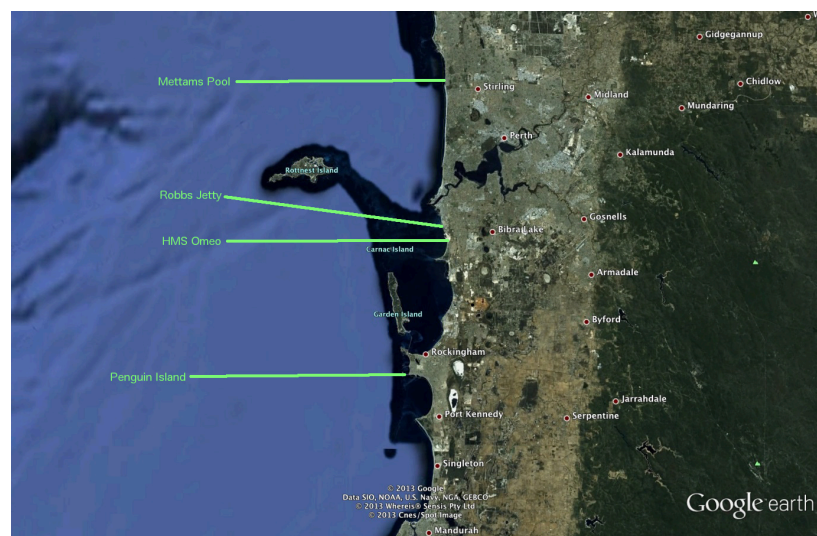 Gidgegannup
Mettams Pool
Stirling
Chidlow
Midland
Mundaring
Perth
Kalamunda
Rottnest Island
Robbs Jetty
Gosnells
Bibra Lake
HMS Omeo
Carnac Island
Armadale
Garden Island
Byford
Rockingham
Penguin Island
Jarrahdale
Port Kennedy
Serpentine
Singleton
© 2013 Google
Data SIO, NOAA, U.S. Navy, NGA, GEBCO
© 2013 Whereis® Sensis Pty Ltd
© 2013 Cnes/Spot Image
Google earth
Mandurah